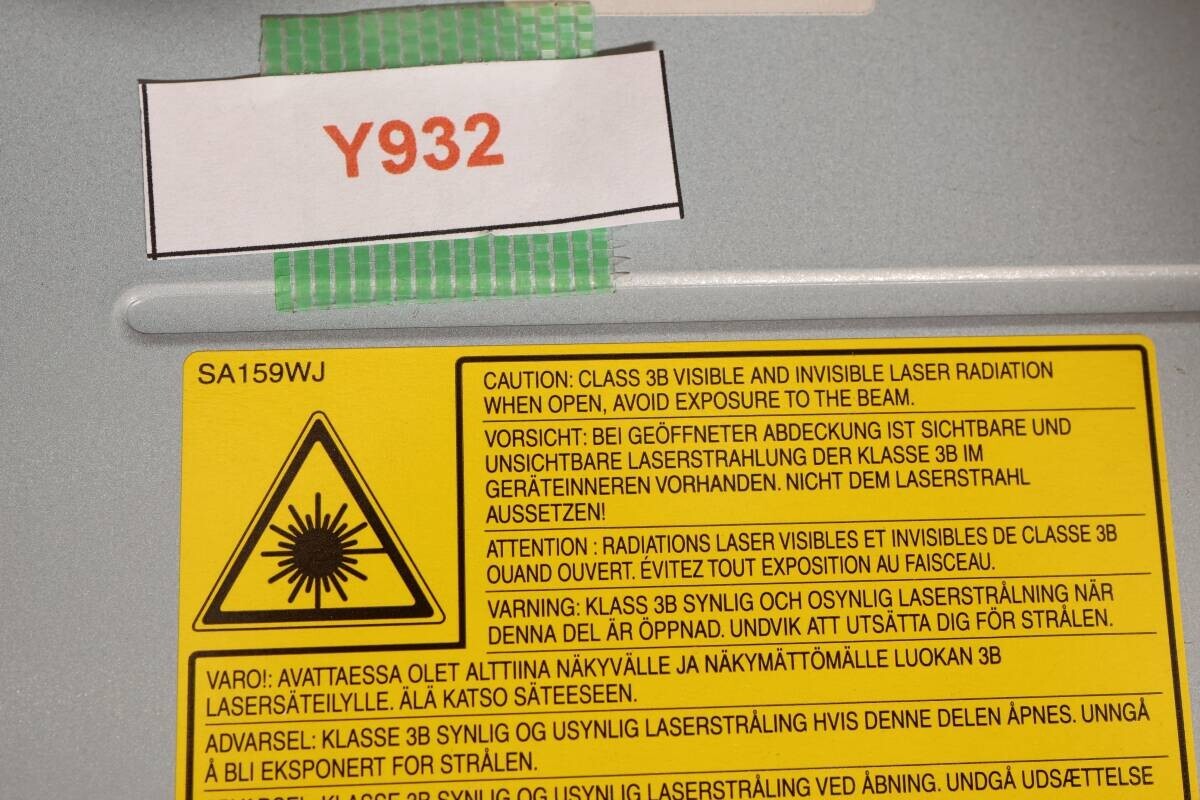 Y932
SA159WJ
CAUTION: CLASS 3B VISIBLE AND INVISIBLE LASER RADIATION
WHEN OPEN, AVOID EXPOSURE TO THE BEAM.
VORSICHT: BEI GEÖFFNETER ABDECKUNG IST SICHTBARE UND
UNSICHTBARE LASERSTRAHLUNG DER KLASSE 3B IM
GERÄTEINNEREN VORHANDEN. NICHT DEM LASERSTRAHL
AUSSETZEN!
ATTENTION : RADIATIONS LASER VISIBLES ET INVISIBLES DE CLASSE 3B
OUAND OUVERT. ÉVITEZ TOUT EXPOSITION AU FAISCEAU.
VARNING: KLASS 3B SYNLIG OCH OSYNLIG LASERSTRÅLNING NÄR
DENNA DEL ÄR ÖPPNAD. UNDVIK ATT UTSÄTTA DIG FÖR STRÅLEN.
VARO!: AVATTAESSA OLET ALTTIINA NÄKYVÄLLE JA NÄKYMÄTTÖMÄLLE LUOKAN 3B
LASERSÄTEILYLLE. ÄLÄ KATSO SÄTEESEEN.
ADVARSEL: KLASSE 3B SYNLIG OG USYNLIG LASERSTRÅLING HVIS DENNE DELEN ÅPNES. UNNGÅ
Å BLI EKSPONERT FOR STRÅLEN.
ADVARSEL: KLASSE 3B SYNLIG OG USYNLIG LASERSTRÅLING VED ÅBNING. UNDGÅ UDSÆTTELSE